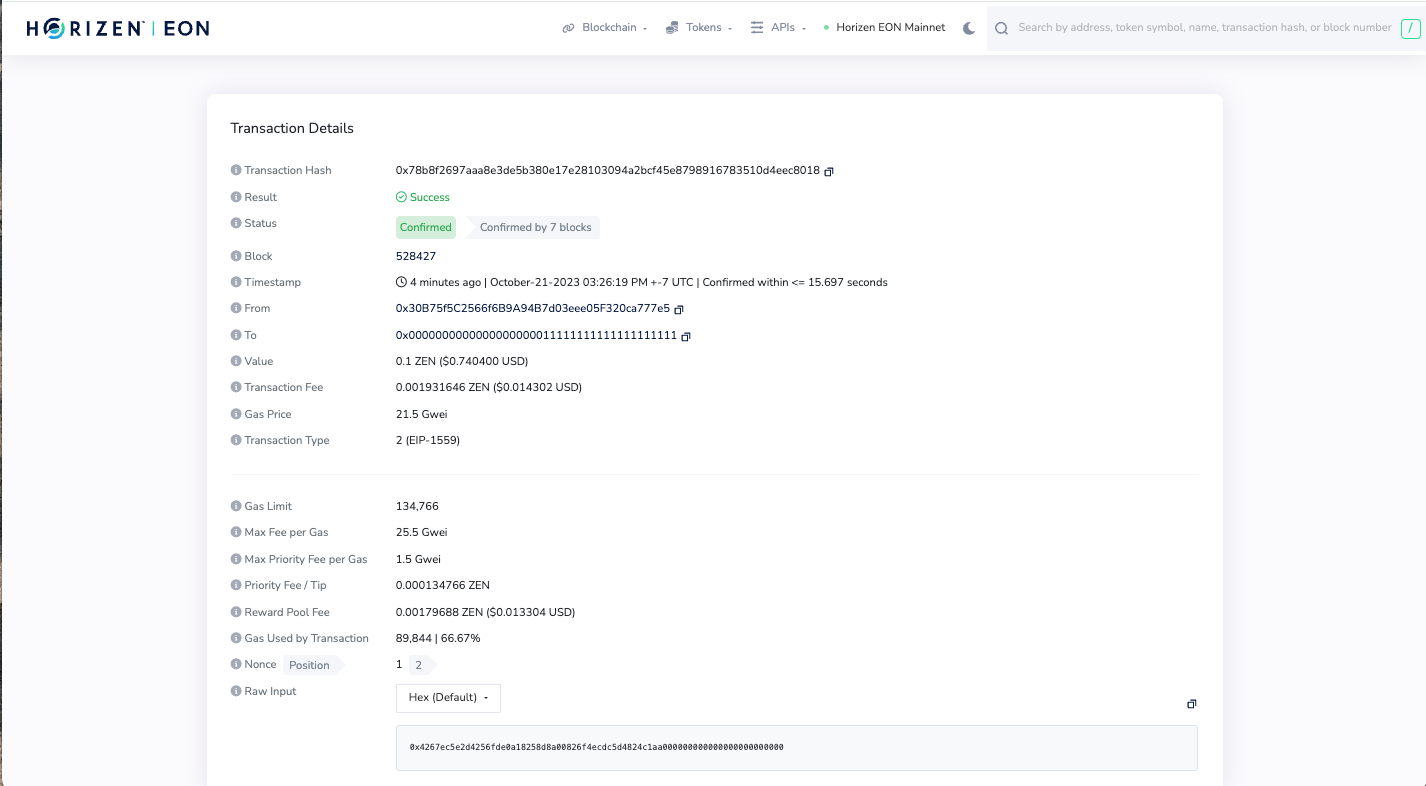 HORIZEN™ | EON
Blockchain
Tokens
APIs
Horizen EON Mainnet
Search by address, token symbol, name, transaction hash, or block number
/
Transaction Details
Transaction Hash 0x78b8f2697aaa8e3de5b380e17e28103094a2bcf45e8798916783510d4eec8018
Result Success
Status Confirmed Confirmed by 7 blocks
Block 528427
Timestamp 4 minutes ago | October-21-2023 03:26:19 PM +-7 UTC | Confirmed within <= 15.697 seconds
From 0x30B75f5C2566f6B9A94B7d03eee05F320ca777e5
To 0x0000000000000000000011111111111111111111
Value 0.1 ZEN ($0.740400 USD)
Transaction Fee 0.001931646 ZEN ($0.014302 USD)
Gas Price 21.5 Gwei
Transaction Type 2 (EIP-1559)
Gas Limit 134,766
Max Fee per Gas 25.5 Gwei
Max Priority Fee per Gas 1.5 Gwei
Priority Fee / Tip 0.000134766 ZEN
Reward Pool Fee 0.00179688 ZEN ($0.013304 USD)
Gas Used by Transaction 89,844 | 66.67%
Nonce Position 1 2
Raw Input Hex (Default)
0x4267ec5e2d4256fde0a18258d8a00826f4ecdc5d4824c1aa000000000000000000000000